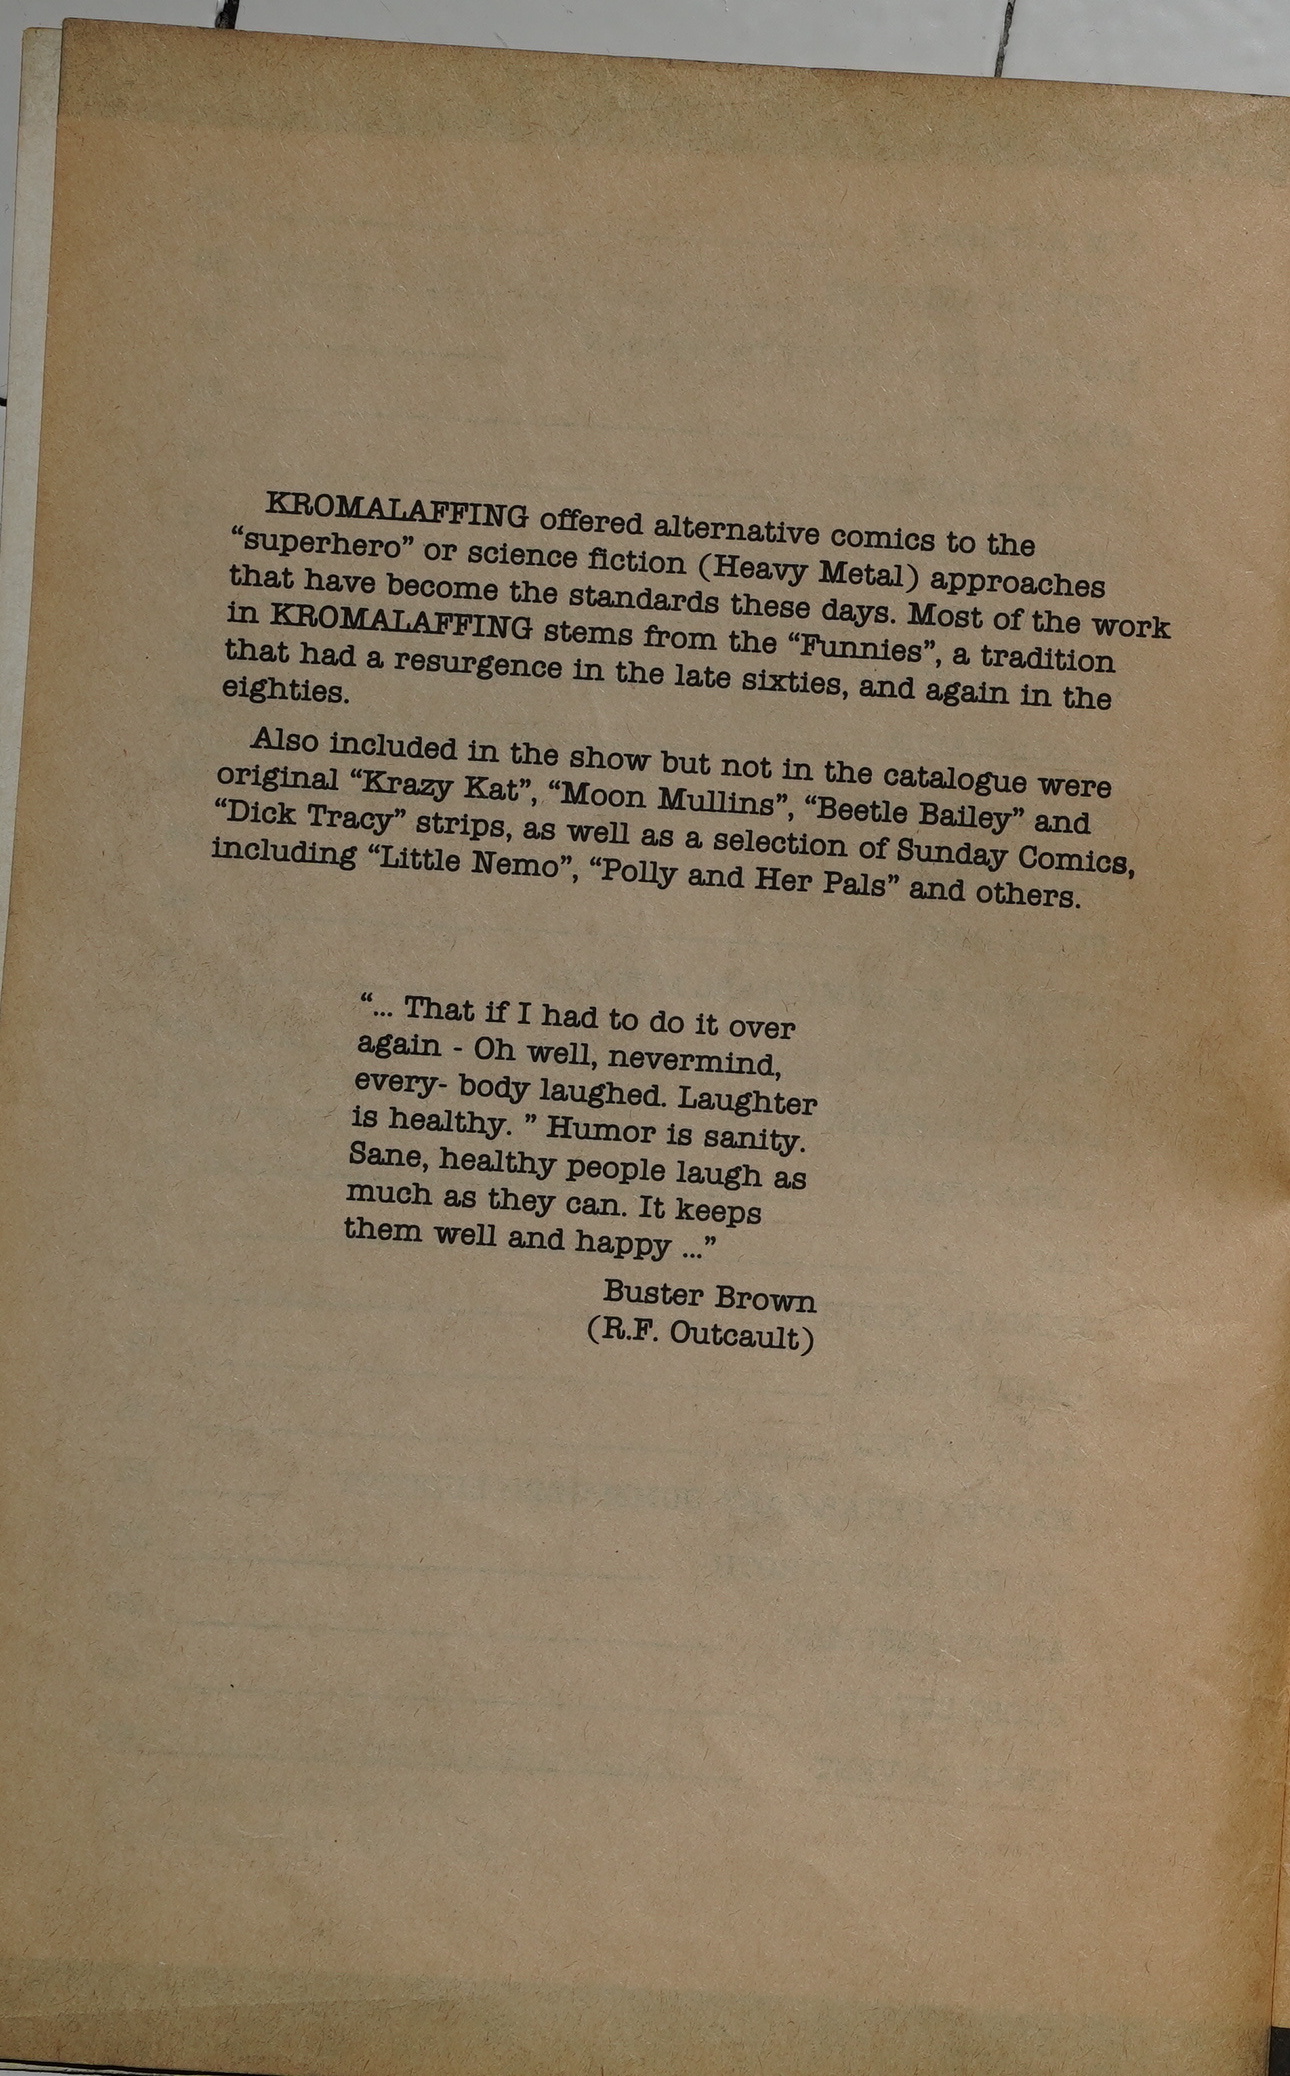 KROMALAFFING offered alternative comics to the
“superhero” or science fiction (Heavy Metal) approaches
that have become the standards these days. Most of the work
in KROMALAFFING stems from the “Funnies”, a tradition
that had a resurgence in the late sixties, and again in the
eighties.
Also included in the show but not in the catalogue were
original “Krazy Kat”, “Moon Mullins”, “Beetle Bailey” and
“Dick Tracy” strips, as well as a selection of Sunday Comics,
including “Little Nemo”, “Polly and Her Pals” and others.
“... That if I had to do it over
again - Oh well, nevermind,
every- body laughed. Laughter
is healthy. ” Humor is sanity.
Sane, healthy people laugh as
much as they can. It keeps
them well and happy ...”
Buster Brown
(R.F. Outcault)